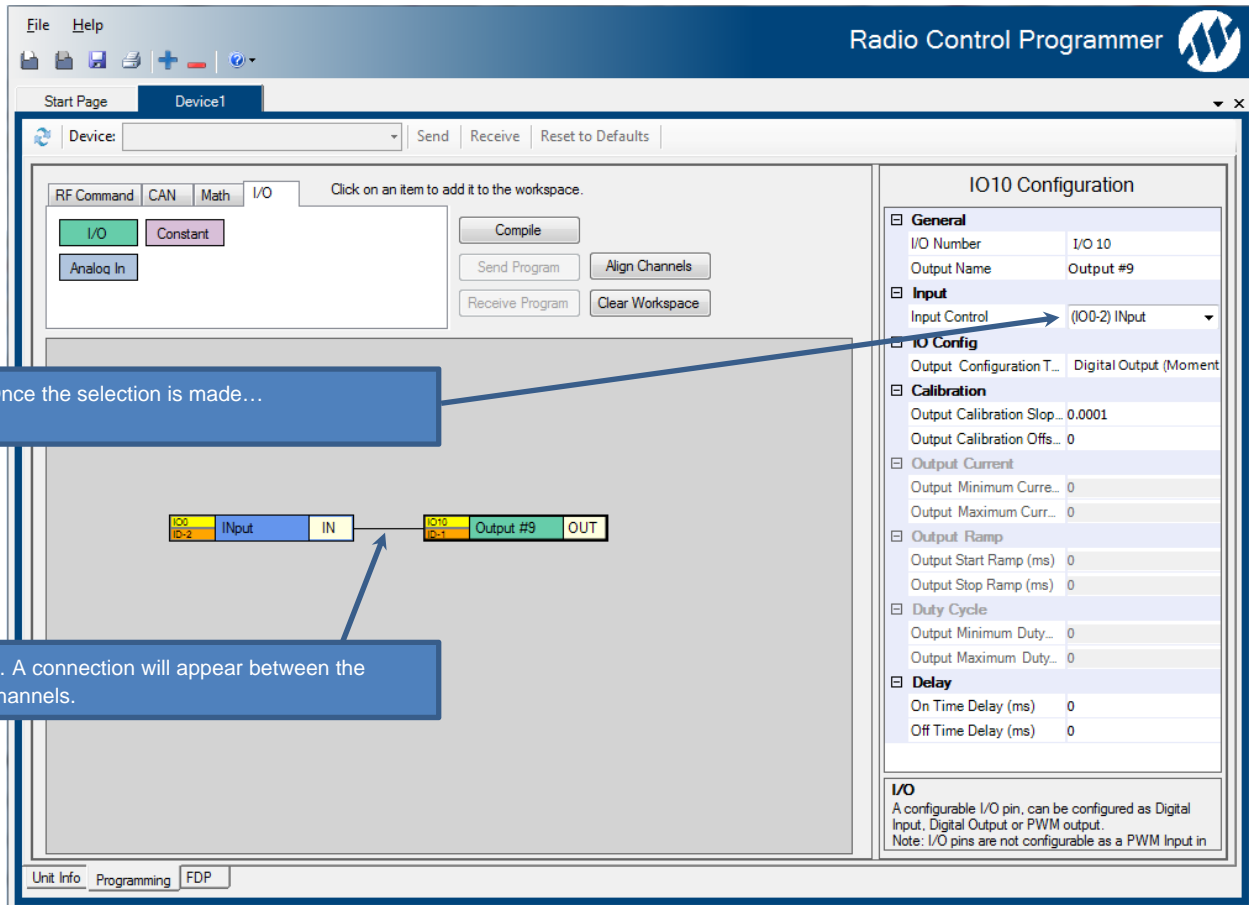 File Help
Radio Control Programmer
Start Page Device1
Device: Send Receive Reset to Defaults
RF Command CAN Math I/O Click on an item to add it to the workspace.
I/O Constant
Analog In
Compile
Send Program Align Channels
Receive Program Clear Workspace
the selection is made…
IO0
ID-2
INput IN
IO10
ID-1
Output #9 OUT
. A connection will appear between the
IO10 Configuration
General
I/O Number I/O 10
Output Name Output #9
Input
Input Control (IO0-2) INput
IO Config
Output Configuration T... Digital Output (Moment
Calibration
Output Calibration Slop... 0.0001
Output Calibration Offs... 0
Output Current
Output Minimum Curre... 0
Output Maximum Curr... 0
Output Ramp
Output Start Ramp (ms) 0
Output Stop Ramp (ms) 0
Duty Cycle
Output Minimum Duty... 0
Output Maximum Duty... 0
Delay
On Time Delay (ms) 0
Off Time Delay (ms) 0
I/O
A configurable I/O pin, can be configured as Digital
Input, Digital Output or PWM output.
Note: I/O pins are not configurable as a PWM Input in
Unit Info Programming FDP